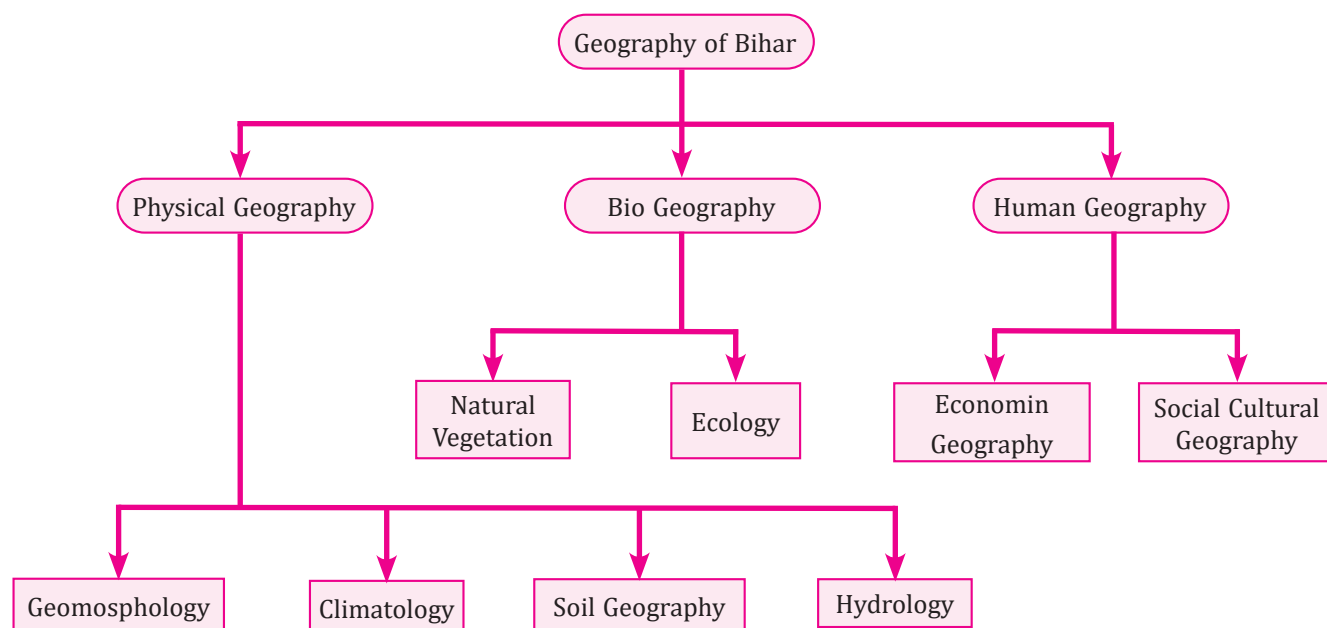 Geography of Bihar
Physical Geography
Bio Geography
Human Geography
Natural
Vegetation
Ecology
Economin
Geography
Social Cultural
Geography
Geomosphology
Climatology
Soil Geography
Hydrology